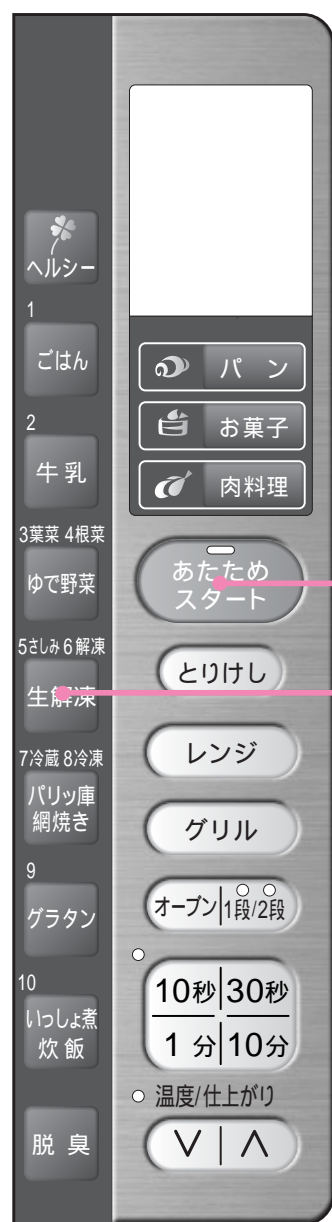 ヘルシー
1
ごはん
2
牛乳
3葉菜 4根菜
ゆで野菜
5さしみ 6解凍
生解凍
7冷蔵 8冷凍
パリッ庫
網焼き
9
グラタン
10
いっしょ煮
炊飯
脱臭
パン
お菓子
肉料理
あたため
スタート
とりけし
レンジ
グリル
オーブン 1段/2段
10秒 30秒
1分 10分
温度/仕上がり